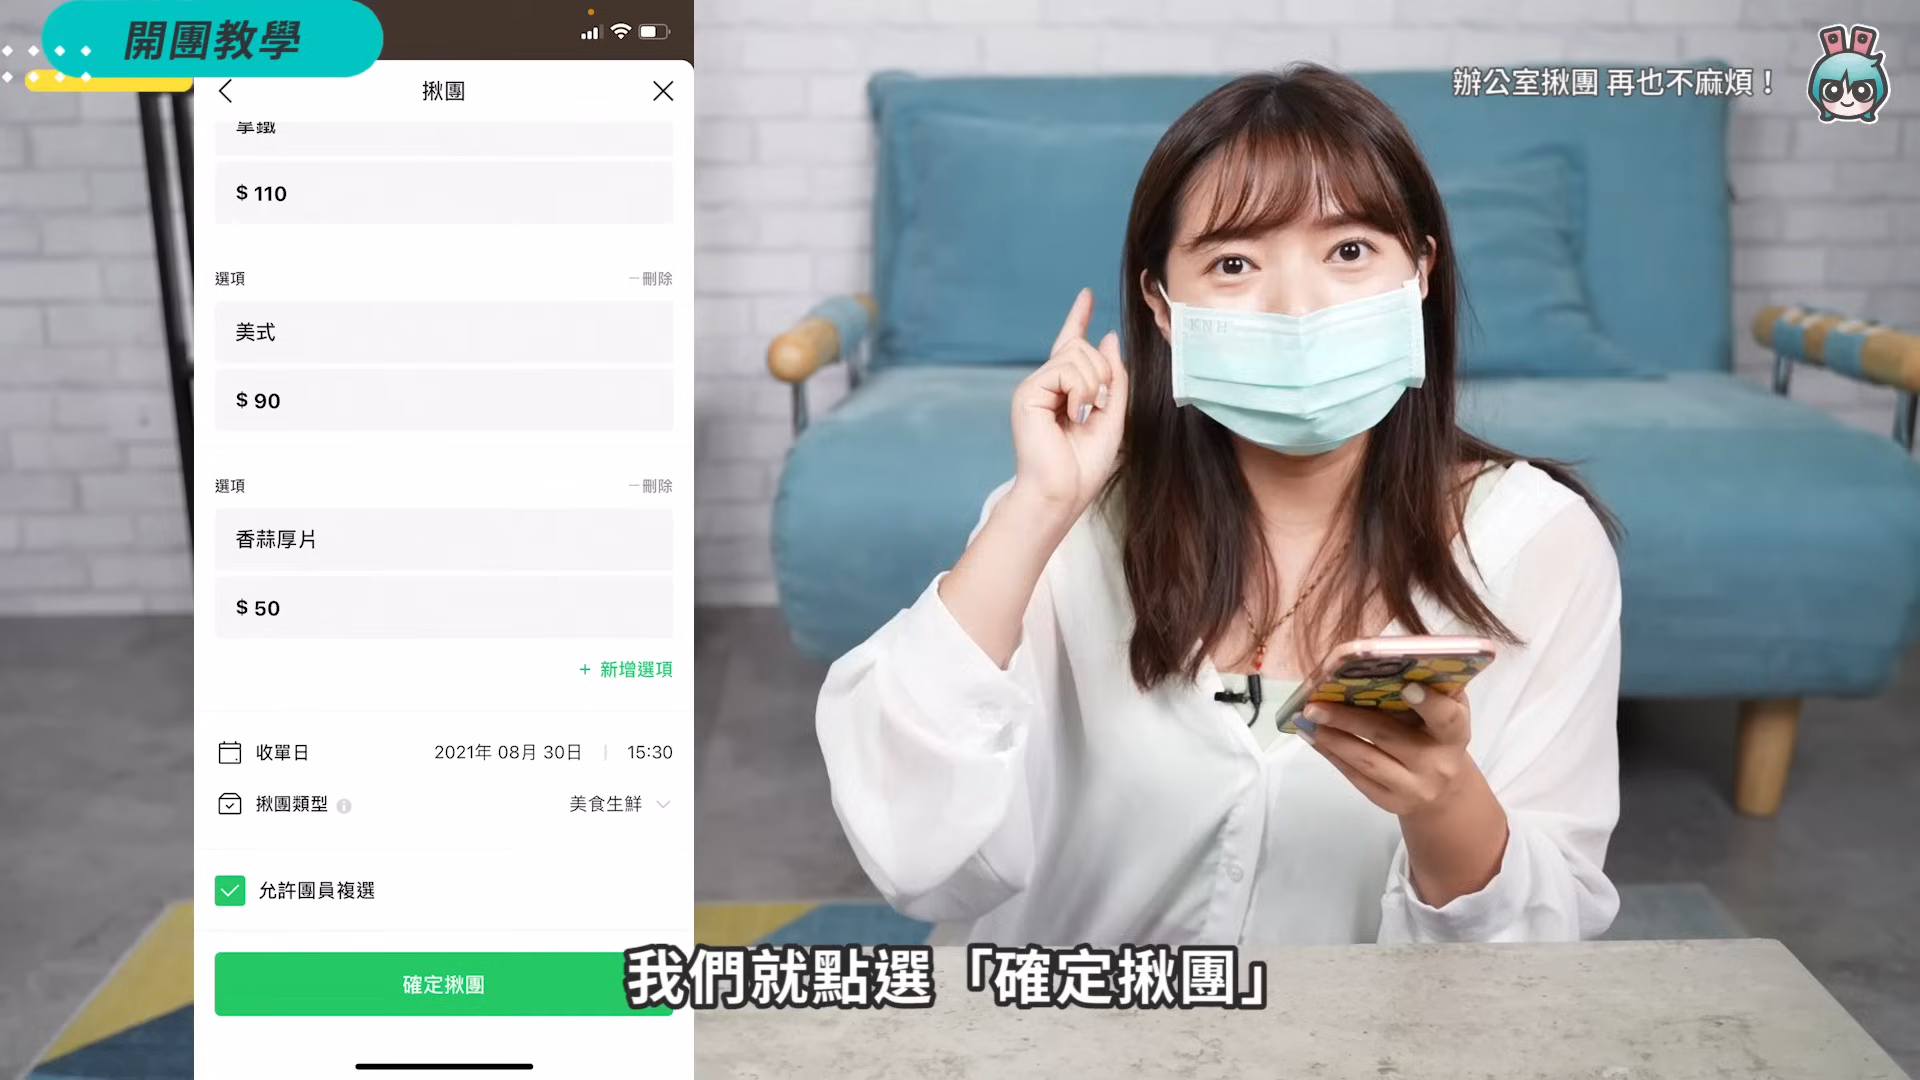 開團教學
辦公室揪團 再也不麻煩！
揪團
拿鐵
$ 110
選項
－刪除
美式
$ 90
選項
－刪除
香蒜厚片
$ 50
+ 新增選項
收單日 2021年 08月 30日 | 15:30
揪團類型 美食生鮮
允許團員複選
確定揪團
我們就點選「確定揪團」
KNH